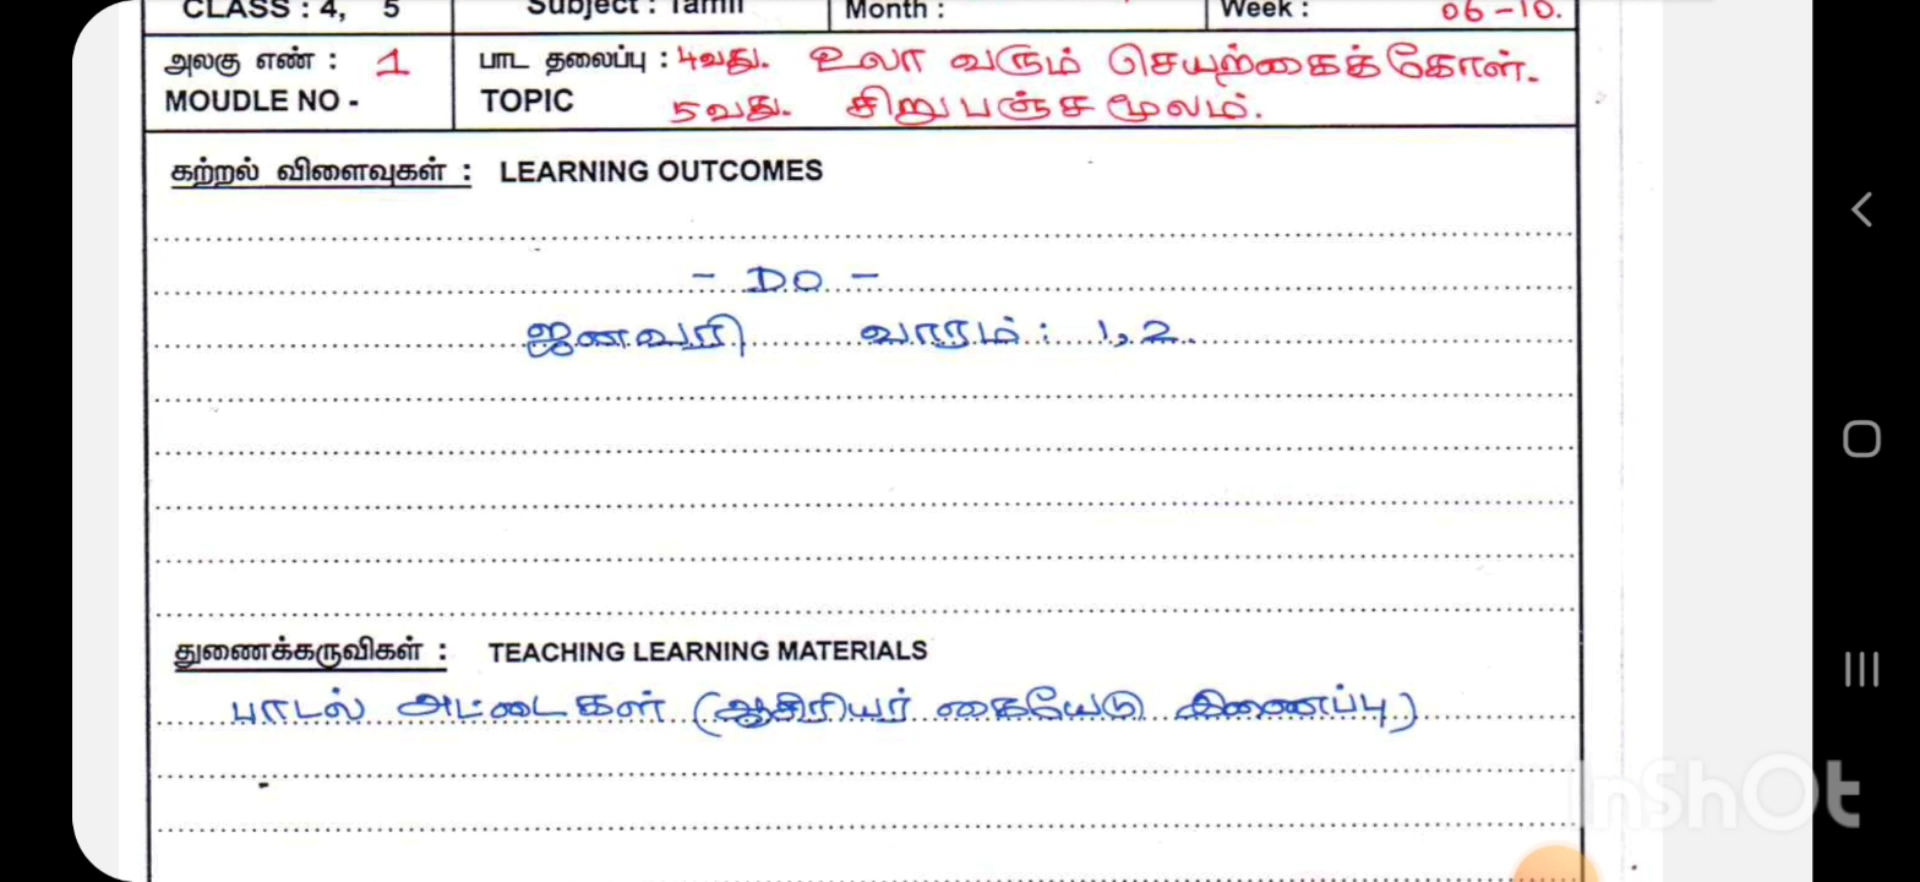 CLASS : 4, 5 Subject : Tamil Month : Week : 06-10.
அலகு எண் : 1 பாட தலைப்பு : 4வது. உலா வரும் செயற்கைக்கோள்.
MOUDLE NO - TOPIC 5வது. சிறுபஞ்சமூலம்.
கற்றல் விளைவுகள் : LEARNING OUTCOMES
- DO -
ஜனவரி வாரம் : 1, 2.
துணைக்கருவிகள் : TEACHING LEARNING MATERIALS
பாடல் அட்டைகள் (ஆசிரியர் கையேடு இணைப்பு)
InShOt